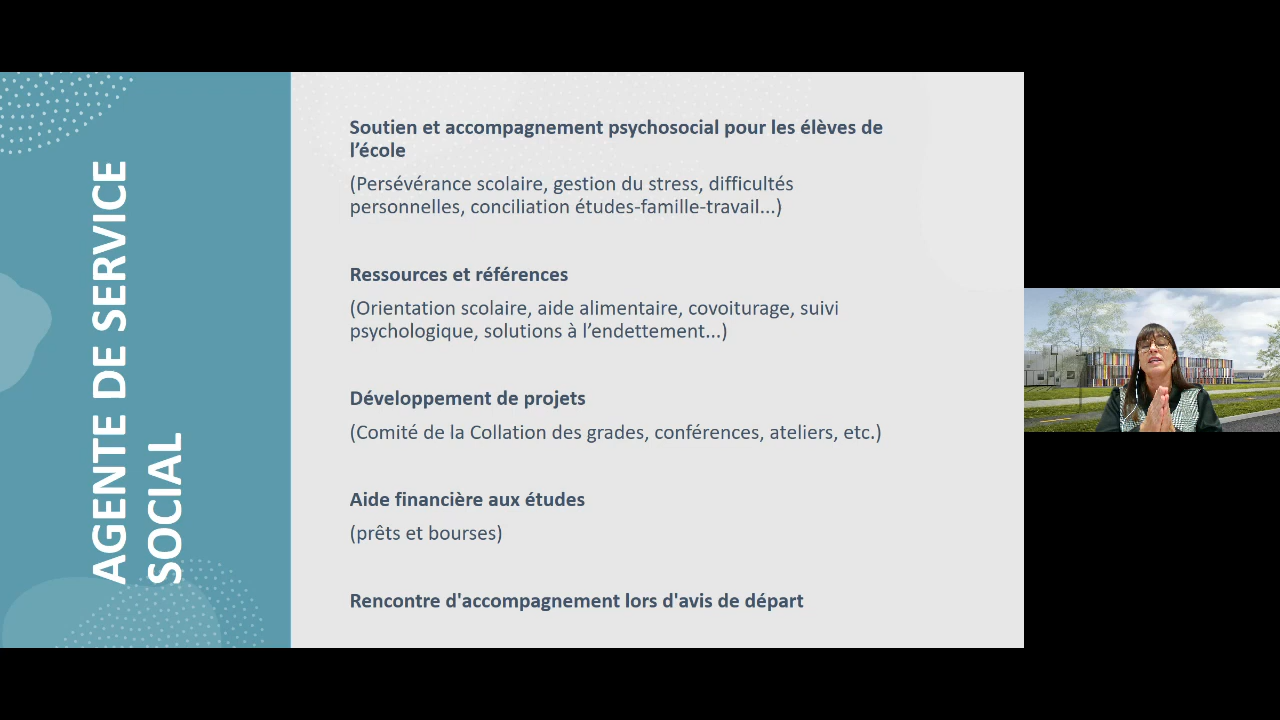 AGENTE DE SERVICE
SOCIAL
Soutien et accompagnement psychosocial pour les élèves de
l’école
(Persévérance scolaire, gestion du stress, difficultés
personnelles, conciliation études-famille-travail...)
Ressources et références
(Orientation scolaire, aide alimentaire, covoiturage, suivi
psychologique, solutions à l’endettement...)
Développement de projets
(Comité de la Collation des grades, conférences, ateliers, etc.)
Aide financière aux études
(prêts et bourses)
Rencontre d'accompagnement lors d'avis de départ